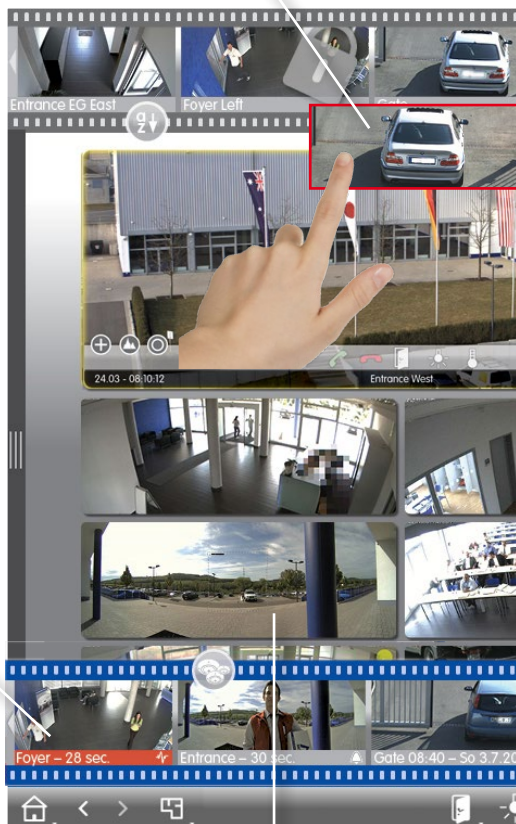 Entrance EG East
Foyer Left
Gate
24.03 - 08:10:12
Entrance West
Foyer – 28 sec.
Entrance – 30 sec.
Gate 08:40 – So 3.7.20